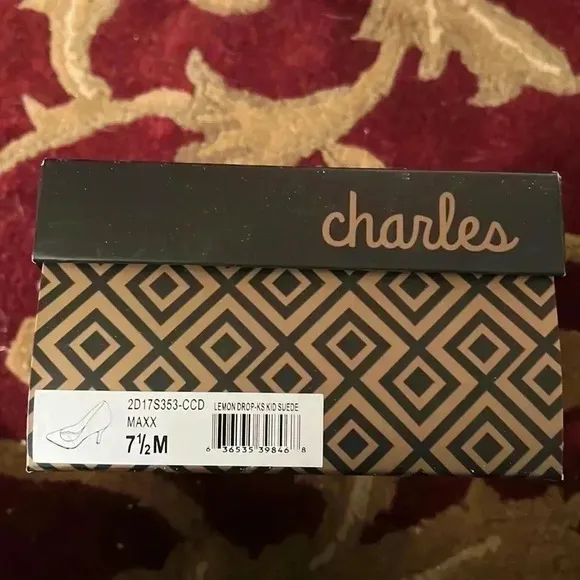 charles
2D17S353-CCD LEMON DROP-KS KID SUEDE
MAXX
7½M
6 36535 39846 8